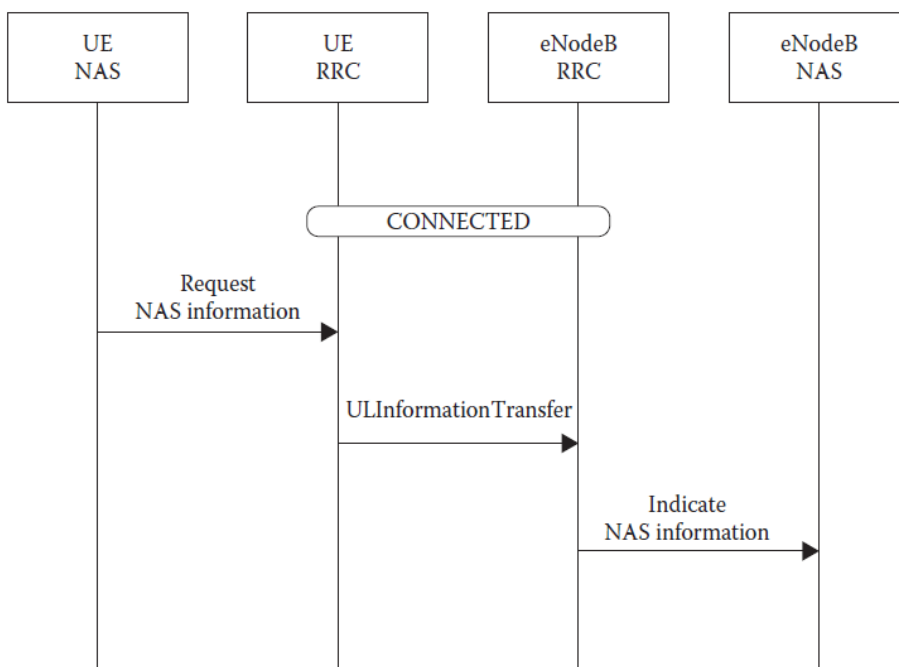 UE
NAS
UE
RRC
eNodeB
RRC
eNodeB
NAS
CONNECTED
Request
NAS information
ULInformationTransfer
Indicate
NAS information